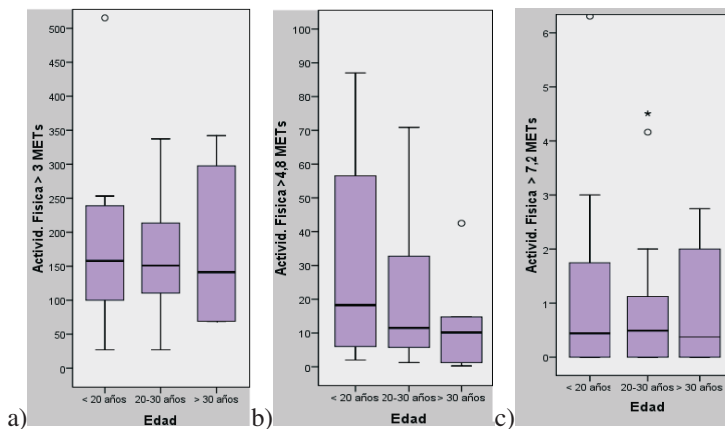 a)
Activid. Fisica > 3 METs
500
450
400
350
300
250
200
150
100
50
0
< 20 años 20-30 años > 30 años
Edad
b)
Activid. Fisica >4,8 METs
100
90
80
70
60
50
40
30
20
10
0
< 20 años 20-30 años > 30 años
Edad
c)
Activid. Fisica > 7,2 METs
6
5
4
3
2
1
0
< 20 años 20-30 años > 30 años
Edad